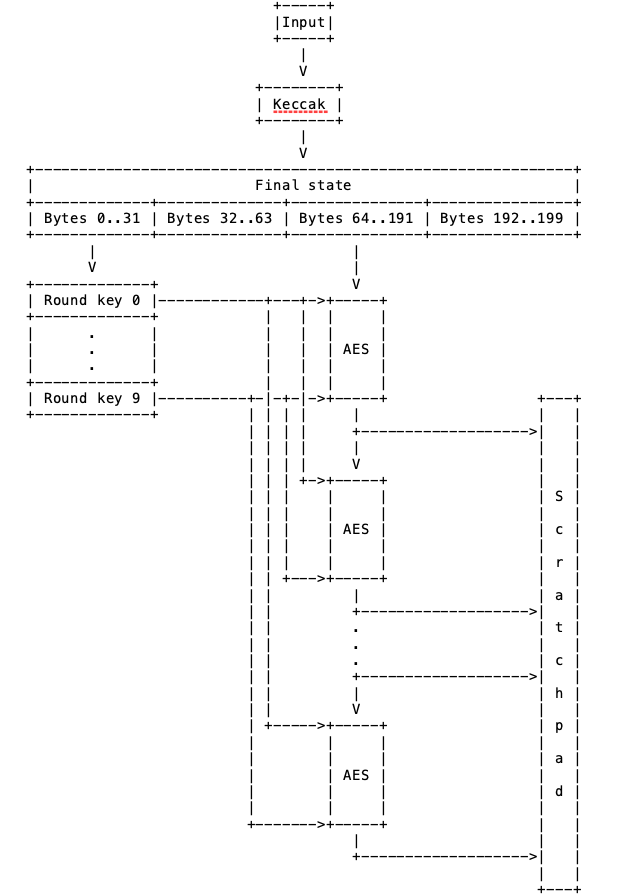 Input
Keccak
Final state
Bytes 0..31 | Bytes 32..63 | Bytes 64..191 | Bytes 192..199
Round key 0
AES
Round key 9
AES
AES
Scratchpad